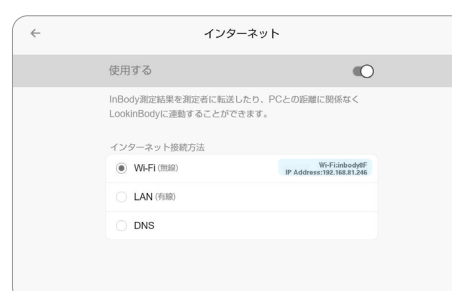 ←
インターネット
使用する
InBody測定結果を測定者に転送したり、PCとの距離に関係なく
LookinBodyに連動することができます。
インターネット接続方法
Wi-Fi (無線)
Wi-Fi:inbody8F
IP Address:192.168.81.246
LAN (有線)
DNS